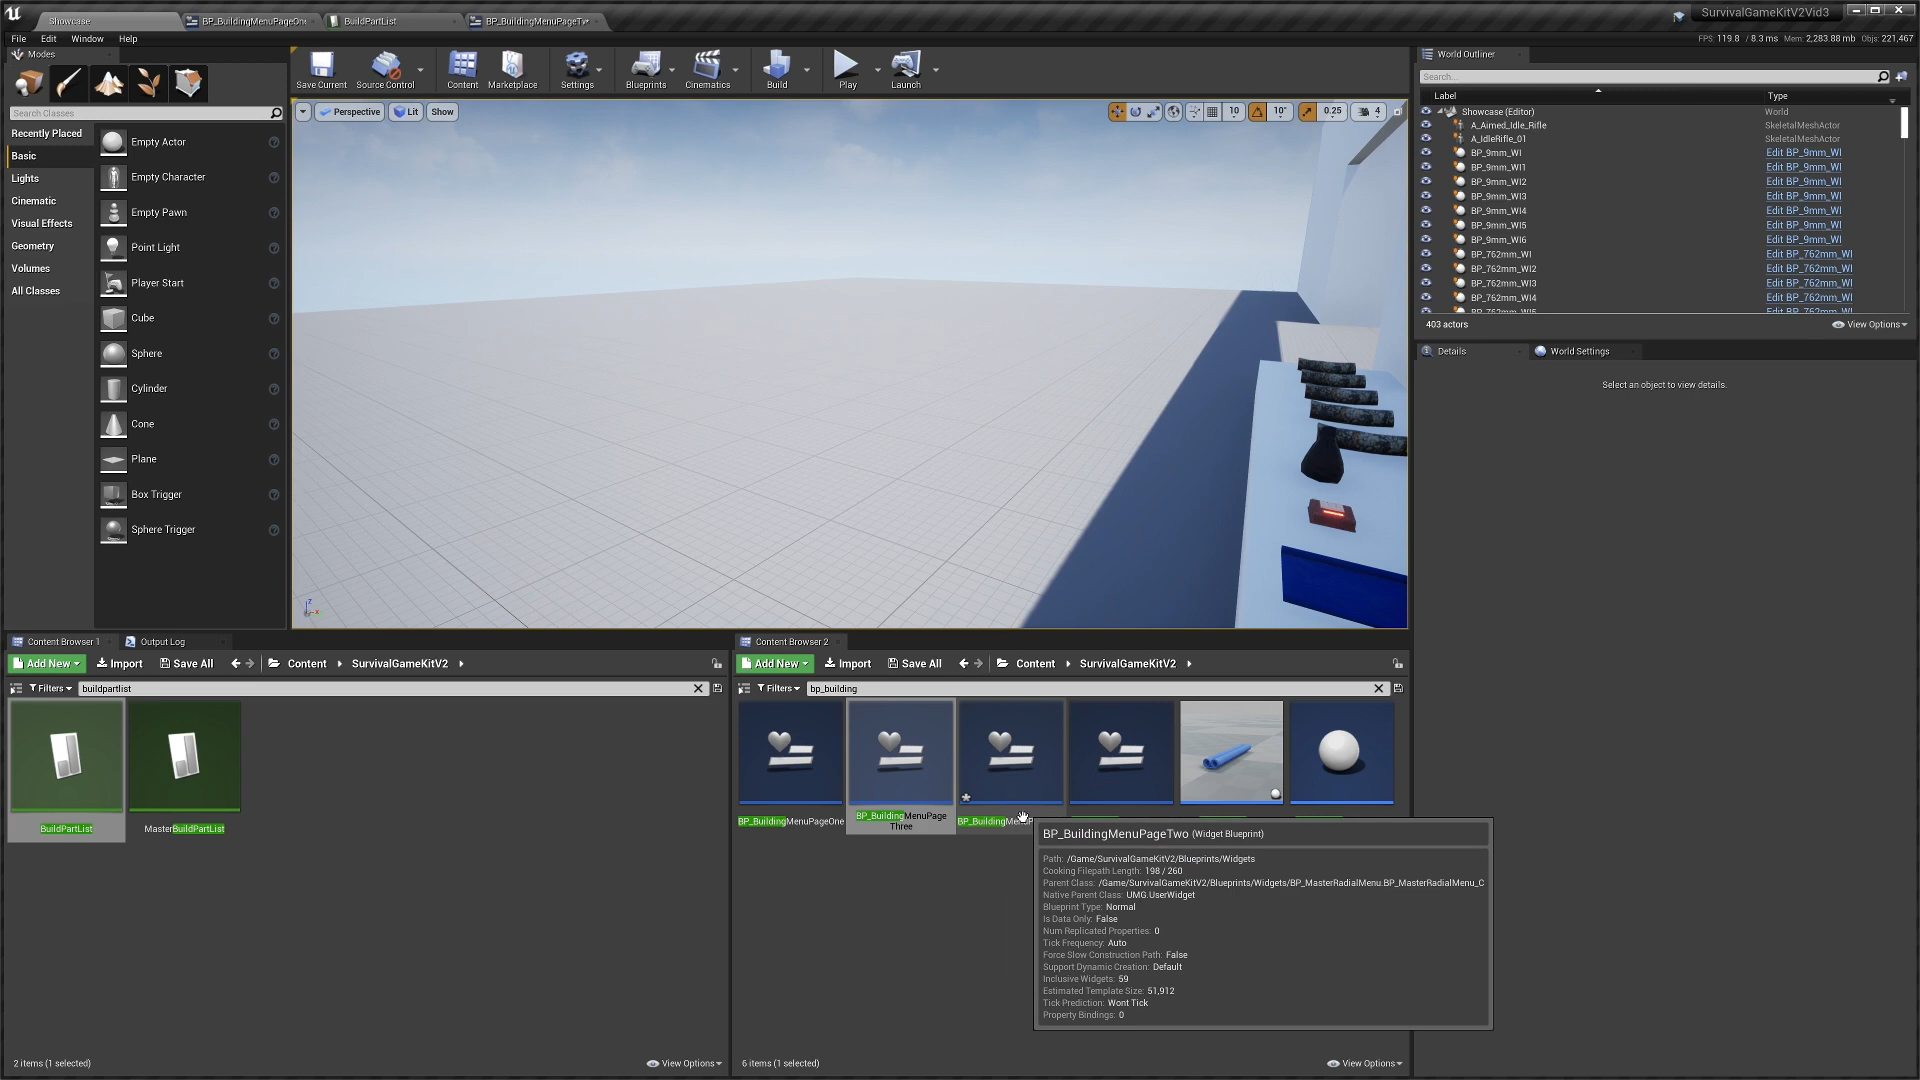 Showcase
BP_BuildingMenuPageOne
BuildPartList
BP_BuildingMenuPageTw
SurvivalGameKitV2Vid3
File Edit Window Help
FPS: 119.8 / 8.3 ms Mem: 2,283.88 mb Objs: 221,467
Modes
Search Classes
Recently Placed
Basic
Lights
Cinematic
Visual Effects
Geometry
Volumes
All Classes
Empty Actor
Empty Character
Empty Pawn
Point Light
Player Start
Cube
Sphere
Cylinder
Cone
Plane
Box Trigger
Sphere Trigger
Save Current
Source Control
Content
Marketplace
Settings
Blueprints
Cinematics
Build
Play
Launch
Perspective
Lit
Show
10
10°
0.25
4
World Outliner
Search...
Label Type
Showcase (Editor) World
A_Aimed_Idle_Rifle SkeletalMeshActor
A_IdleRifle_01 SkeletalMeshActor
BP_9mm_WI Edit BP_9mm_WI
BP_9mm_WI1 Edit BP_9mm_WI
BP_9mm_WI2 Edit BP_9mm_WI
BP_9mm_WI3 Edit BP_9mm_WI
BP_9mm_WI4 Edit BP_9mm_WI
BP_9mm_WI5 Edit BP_9mm_WI
BP_9mm_WI6 Edit BP_9mm_WI
BP_762mm_WI Edit BP_762mm_WI
BP_762mm_WI2 Edit BP_762mm_WI
BP_762mm_WI3 Edit BP_762mm_WI
BP_762mm_WI4 Edit BP_762mm_WI
BP_762mm_WI5 Edit BP_762mm_WI
403 actors
View Options
Details
World Settings
Select an object to view details.
Content Browser 1
Output Log
Add New
Import
Save All
Content
SurvivalGameKitV2
Filters
buildpartlist
BuildPartList
MasterBuildPartList
2 items (1 selected)
View Options
Content Browser 2
Add New
Import
Save All
Content
SurvivalGameKitV2
Filters
bp_building
BP_BuildingMenuPageOne
BP_BuildingMenuPage
Three
BP_BuildingMenuP
BP_BuildingMenuPageTwo (Widget Blueprint)
Path: /Game/SurvivalGameKitV2/Blueprints/Widgets
Cooking Filepath Length: 198 / 260
Parent Class: /Game/SurvivalGameKitV2/Blueprints/Widgets/BP_MasterRadialMenu.BP_MasterRadialMenu_C
Native Parent Class: UMG.UserWidget
Blueprint Type: Normal
Is Data Only: False
Num Replicated Properties: 0
Tick Frequency: Auto
Force Slow Construction Path: False
Support Dynamic Creation: Default
Inclusive Widgets: 59
Estimated Template Size: 51,912
Tick Prediction: Wont Tick
Property Bindings: 0
6 items (1 selected)
View Options